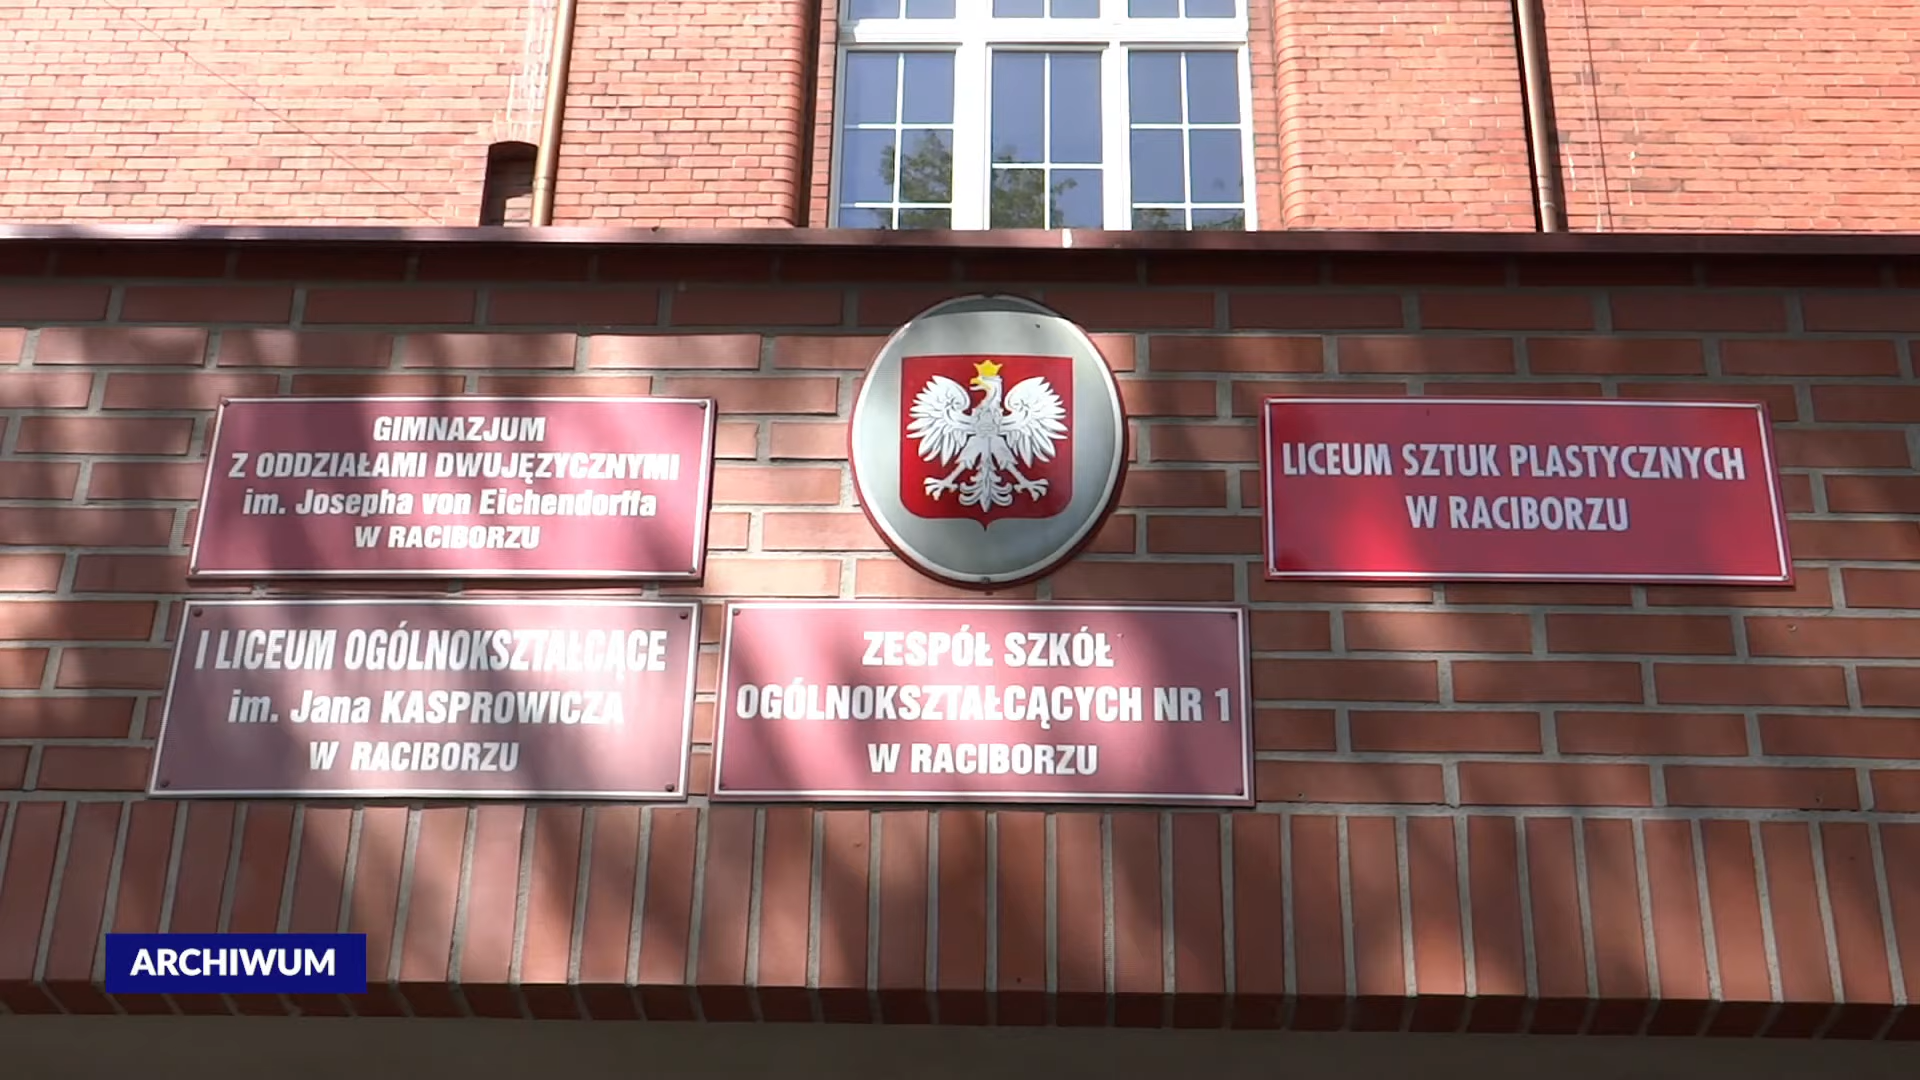 GIMNAZJUM
Z ODDZIAŁAMI DWUJĘZYCZNYMI
im. Josepha von Eichendorffa
W RACIBORZU
I LICEUM OGÓLNOKSZTAŁCĄCE
im. Jana KASPROWICZA
W RACIBORZU
ZESPÓŁ SZKÓŁ
OGÓLNOKSZTAŁCĄCYCH NR 1
W RACIBORZU
LICEUM SZTUK PLASTYCZNYCH
W RACIBORZU
ARCHIWUM